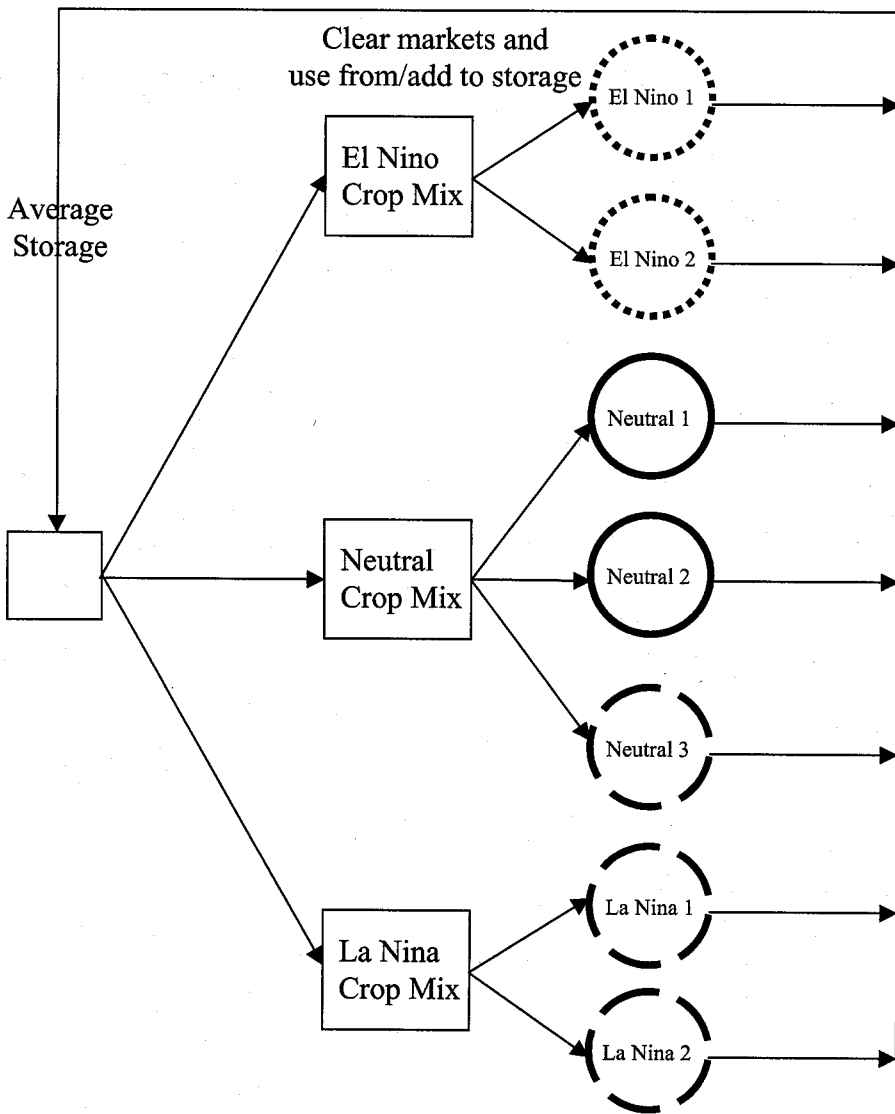 Clear markets and
use from/add to storage
El Nino 1
El Nino
Crop Mix
El Nino 2
Average
Storage
Neutral 1
Neutral
Crop Mix
Neutral 2
Neutral 3
La Nina 1
La Nina
Crop Mix
La Nina 2